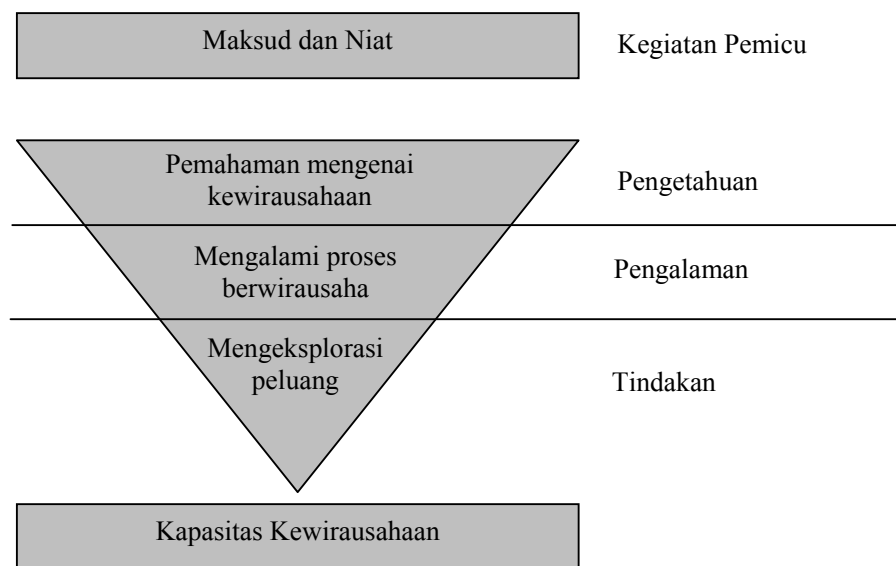 Maksud dan Niat
Kegiatan Pemicu
Pemahaman mengenai
kewirausahaan
Pengetahuan
Mengalami proses
berwirausaha
Pengalaman
Mengeksplorasi
peluang
Tindakan
Kapasitas Kewirausahaan